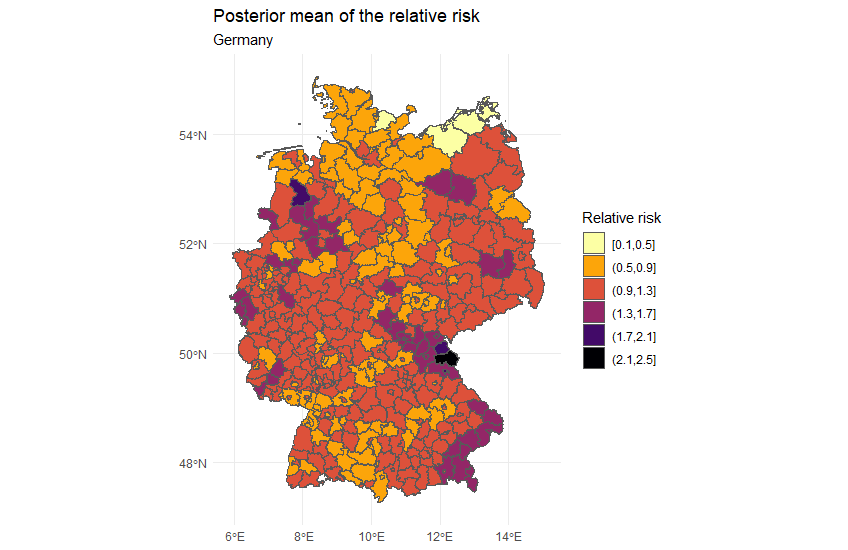 Posterior mean of the relative risk
Germany
54°N
52°N
50°N
48°N
6°E
8°E
10°E
12°E
14°E
Relative risk
[0.1,0.5]
(0.5,0.9]
(0.9,1.3]
(1.3,1.7]
(1.7,2.1]
(2.1,2.5]